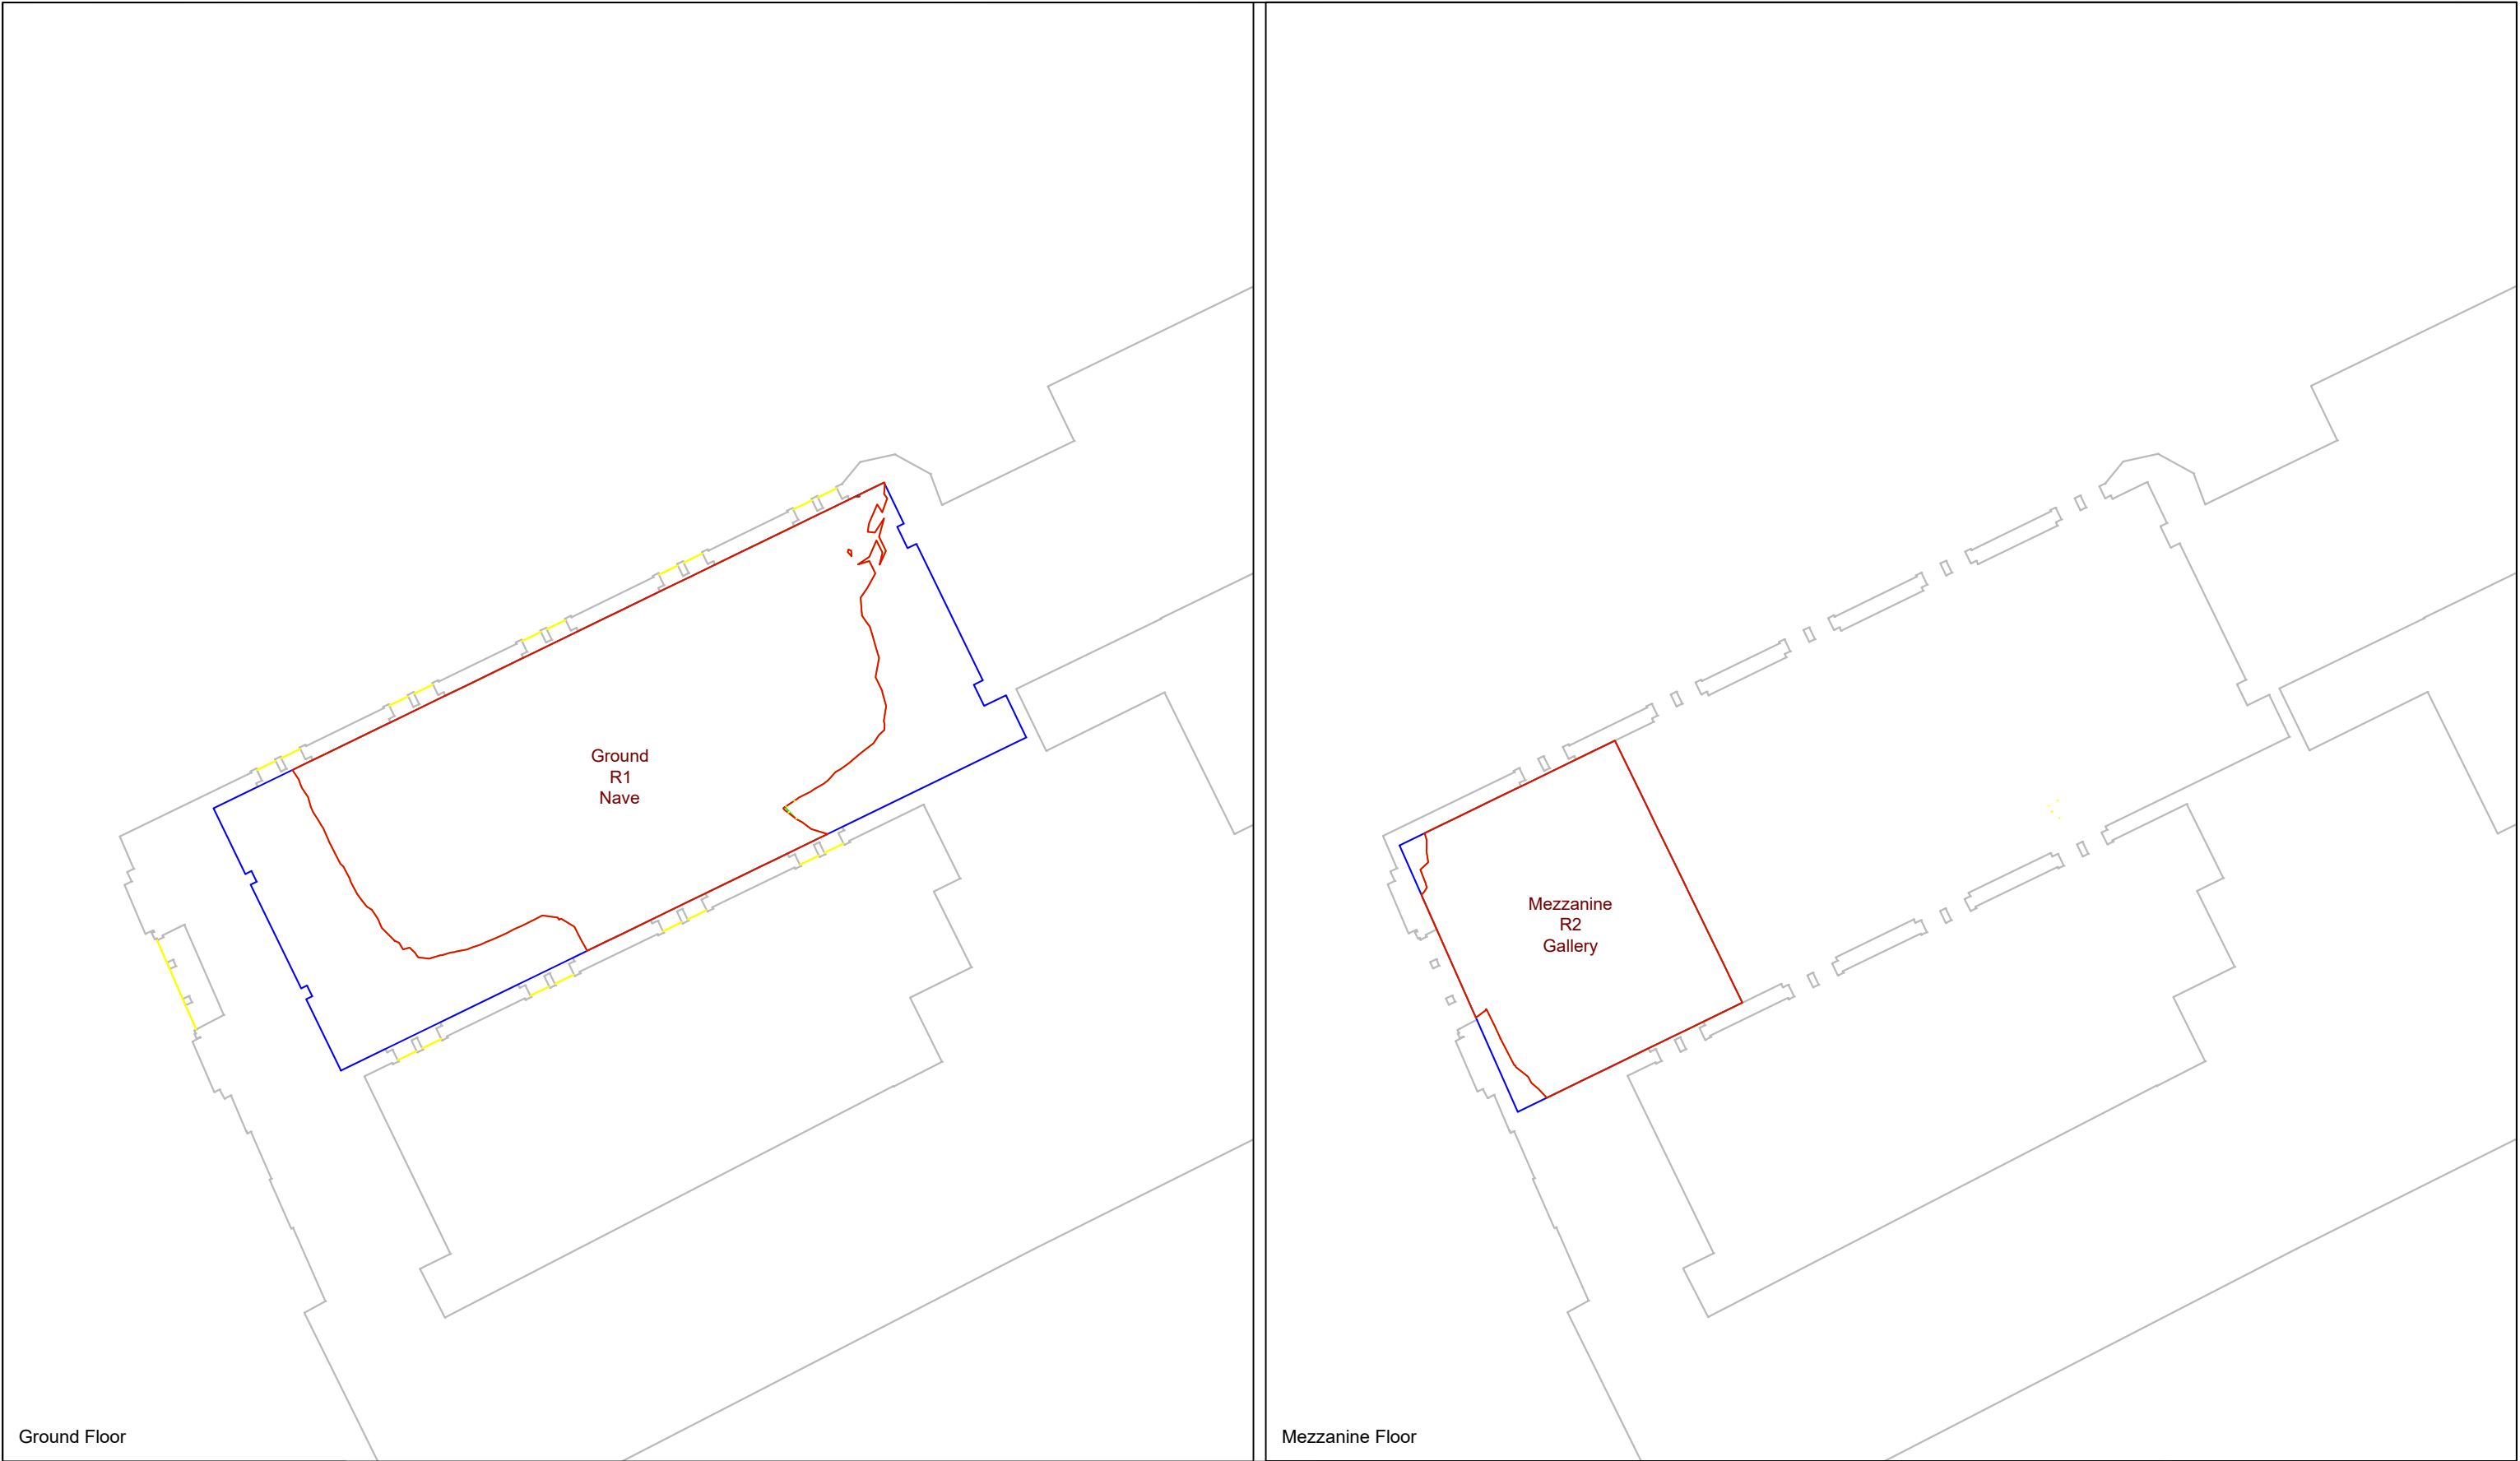 Ground
R1
Nave
Ground Floor
Mezzanine
R2
Gallery
Mezzanine Floor